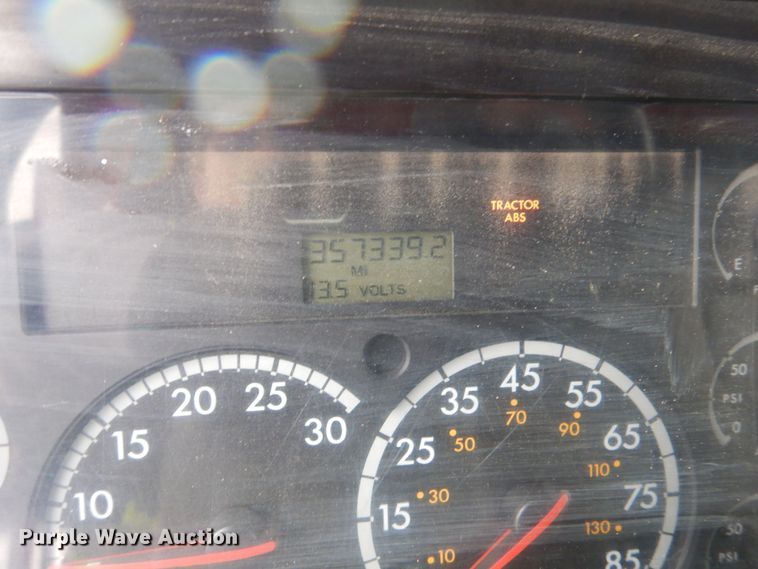 TRACTOR
ABS
357339.2
MI
13.5 VOLTS
E
10 15 20 25 30
15 25 35 45 55 65 75 85
10 30 50 70 90 110 130
50
PSI
0
50
PSI
Purple Wave Auction